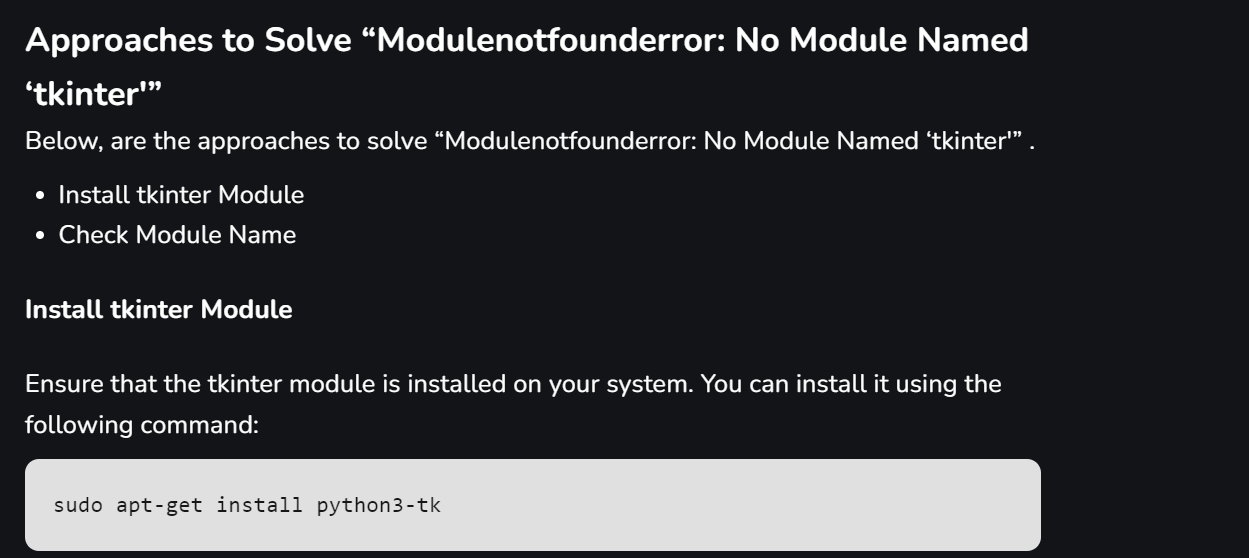 Approaches to Solve “Modulenotfounderror: No Module Named
‘tkinter'”
Below, are the approaches to solve “Modulenotfounderror: No Module Named ‘tkinter'” .
• Install tkinter Module
• Check Module Name
Install tkinter Module
Ensure that the tkinter module is installed on your system. You can install it using the
following command:
sudo apt-get install python3-tk